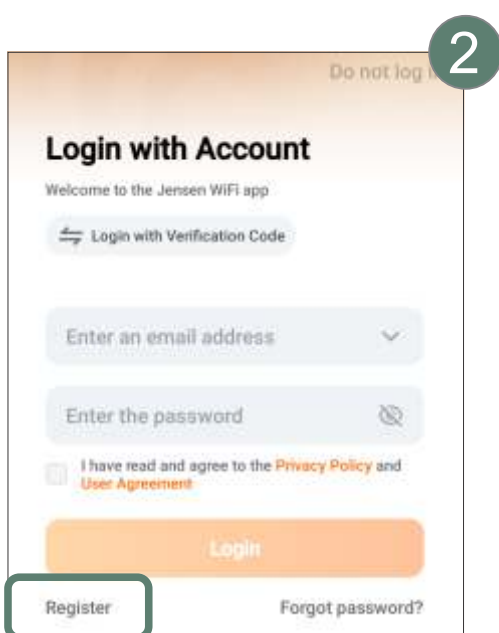 2
Do not log
Login with Account
Welcome to the Jensen WiFi app
Login with Verification Code
Enter an email address
Enter the password
I have read and agree to the Privacy Policy and
User Agreement
Login
Register Forgot password?